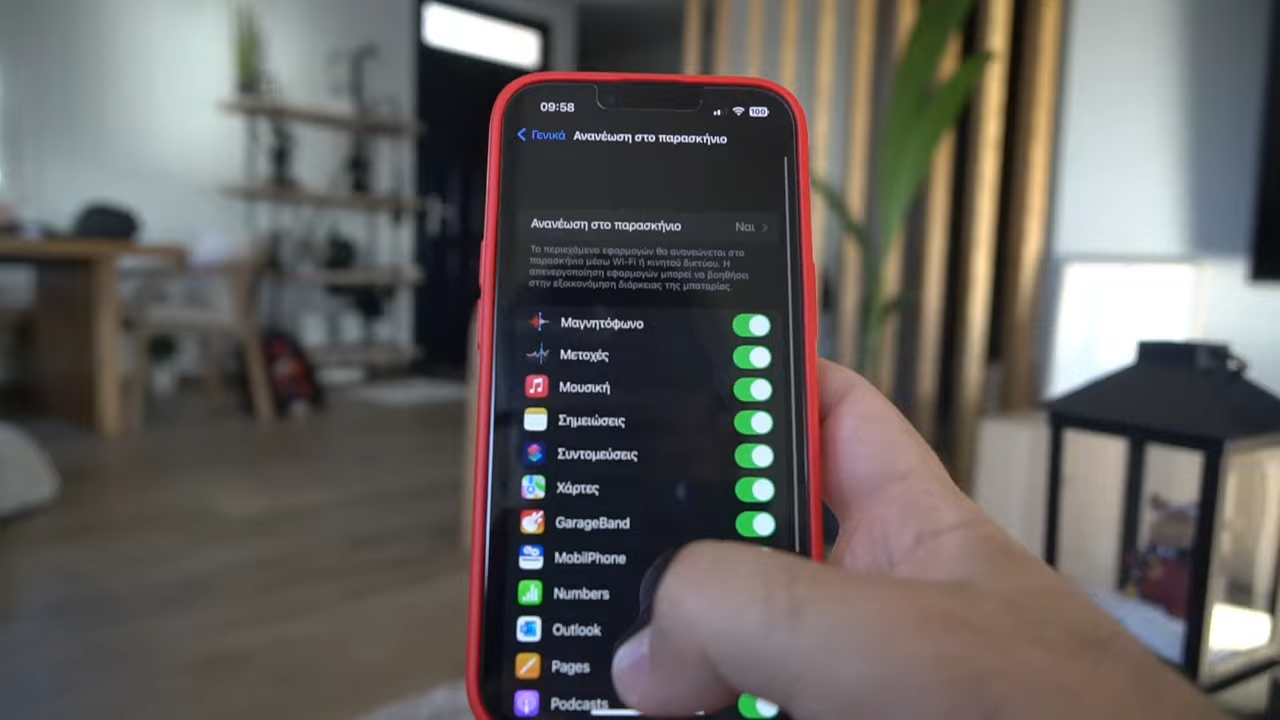 09:58
100
Γενικά Ανανέωση στο παρασκήνιο
Ανανέωση στο παρασκήνιο Ναι
Το περιεχόμενο εφαρμογών θα ανανεώνεται στο
παρασκήνιο μέσω Wi-Fi ή κινητού δικτύου. Η
απενεργοποίηση εφαρμογών μπορεί να βοηθήσει
στην εξοικονόμηση διάρκειας της μπαταρίας.
Μαγνητόφωνο
Μετοχές
Μουσική
Σημειώσεις
Συντομεύσεις
Χάρτες
GarageBand
MobilPhone
Numbers
Outlook
Pages
Podcasts